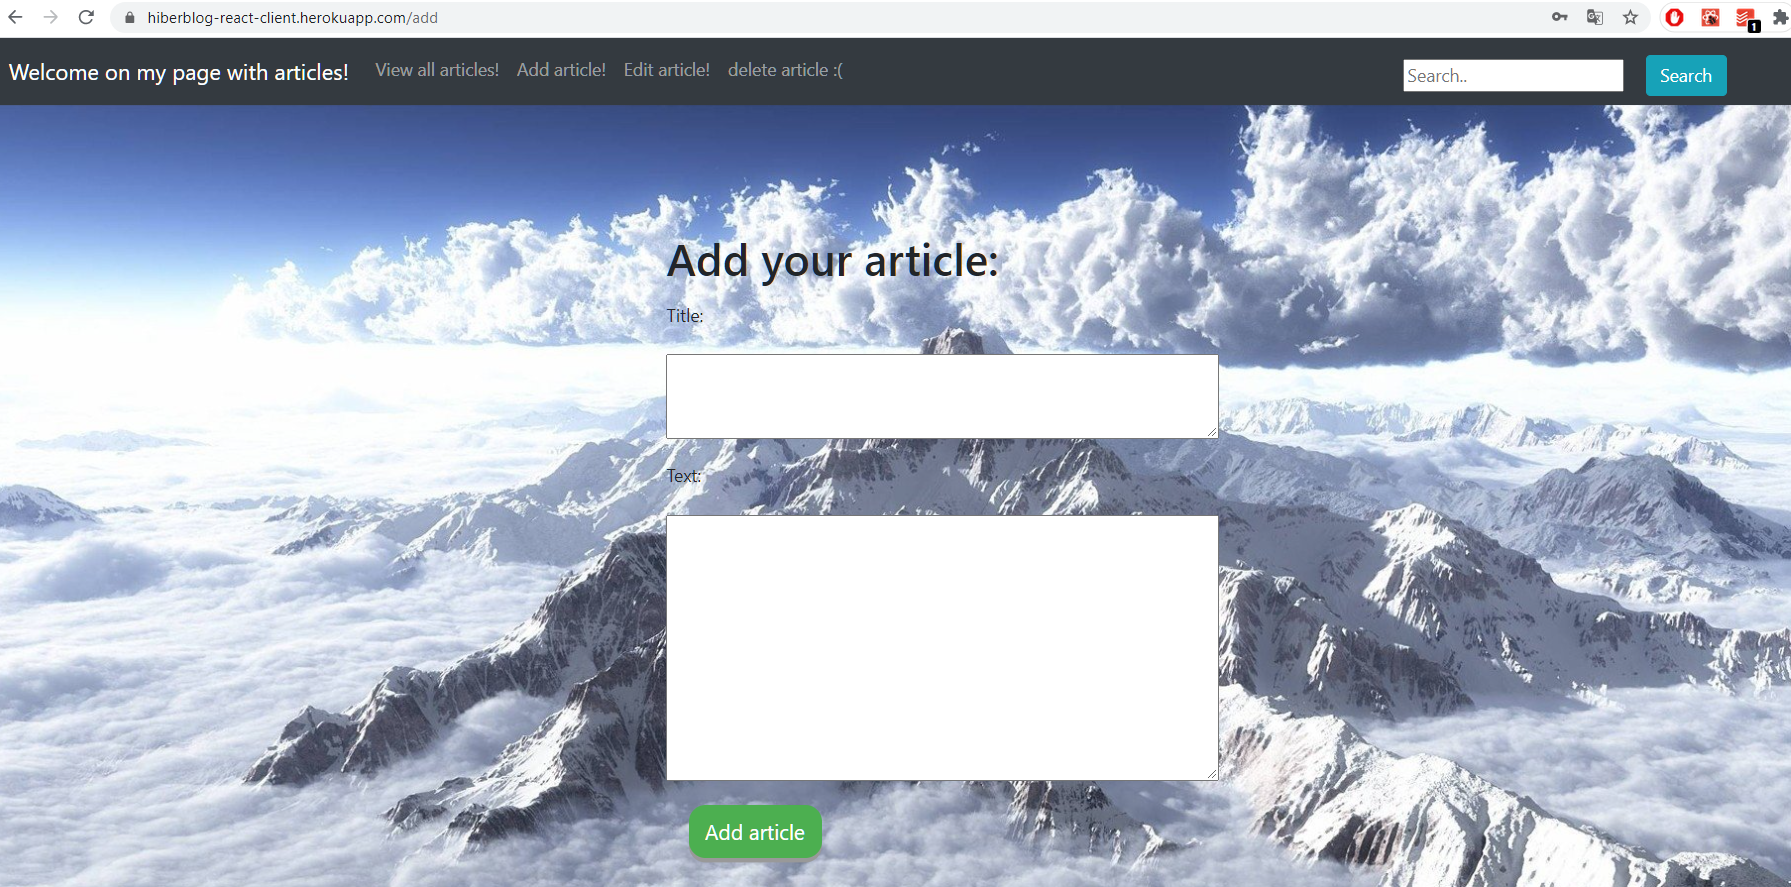 hiberblog-react-client.herokuapp.com/add
1
Welcome on my page with articles! View all articles! Add article! Edit article! delete article :( Search.. Search
Add your article:
Title:
Text:
Add article